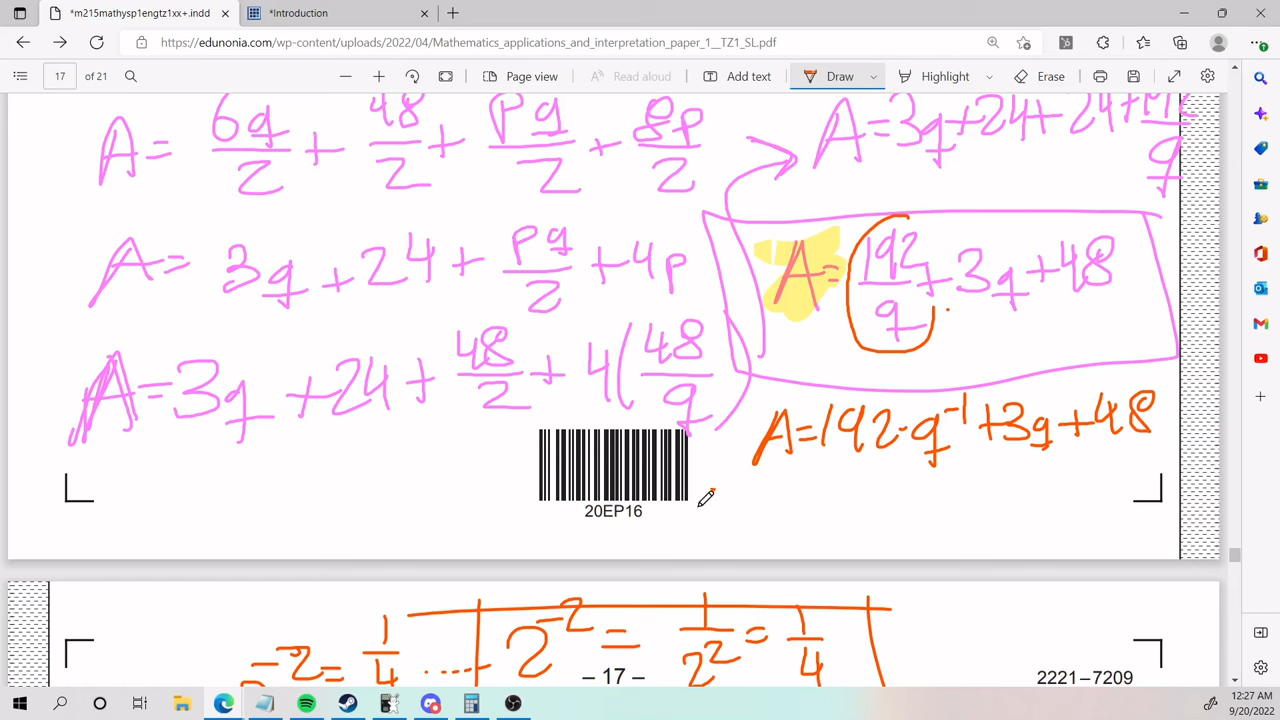 *m215mathysp1engtz1xx+.indd
*Introduction
https://edunonia.com/wp-content/uploads/2022/04/Mathematics_applications_and_interpretation_paper_1__TZ1_SL.pdf
17 of 21
Page view
Read aloud
Add text
Draw
Highlight
Erase
A = 6q/2 + 48/2 + pq/2 + 8p/2
A = 3q + 24 + 24 +
A = 3q + 24 + pq/2 + 4p
A = 192/q + 3q + 48
A = 3q + 24 + 48/2 + 4(48/q)
A = 192·q⁻¹ + 3q + 48
20EP16
-2 = 1/4 ....
2⁻² = 1/2² = 1/4
– 17 –
2221–7209
12:27 AM
9/20/2022